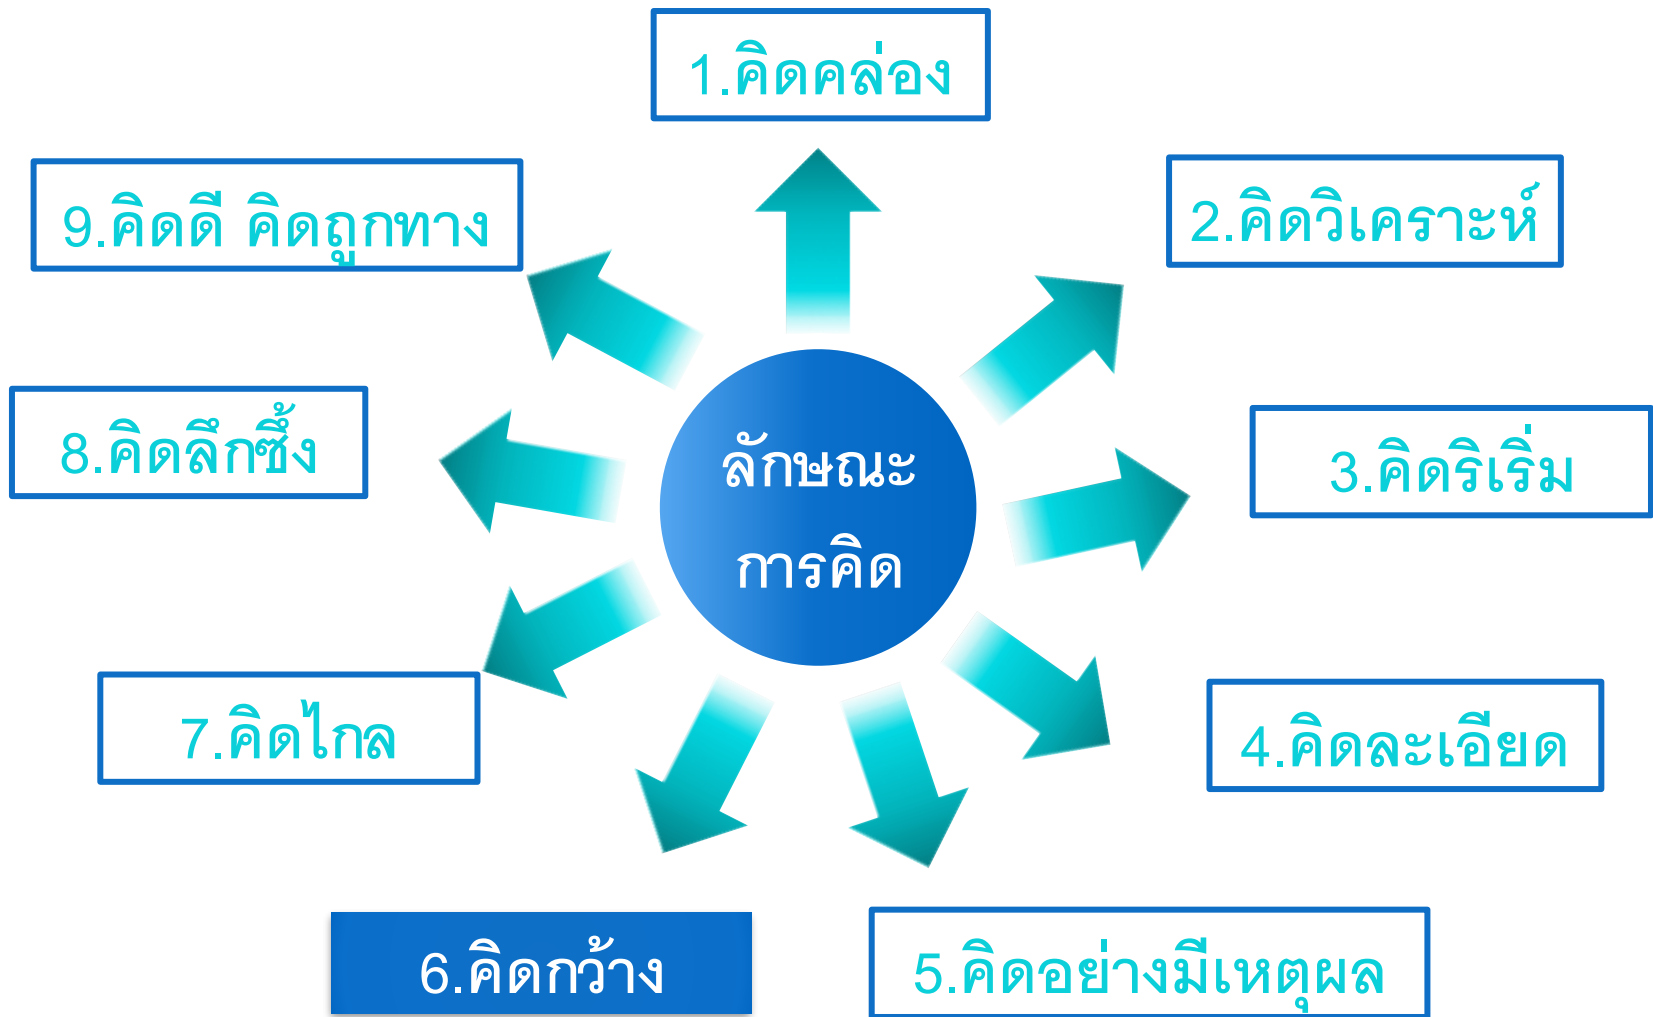 ลักษณะ
การคิด
1.คิดคล่อง
2.คิดวิเคราะห์
3.คิดริเริ่ม
4.คิดละเอียด
5.คิดอย่างมีเหตุผล
6.คิดกว้าง
7.คิดไกล
8.คิดลึกซึ้ง
9.คิดดี คิดถูกทาง